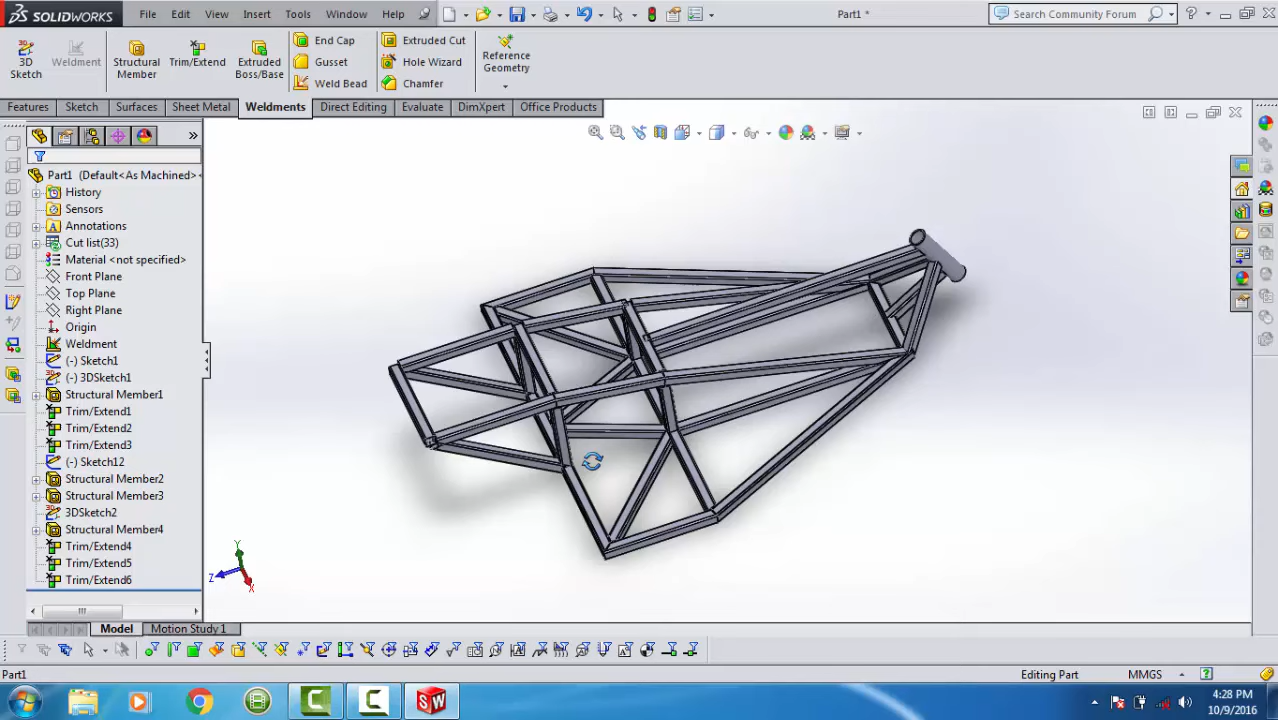 SOLIDWORKS File Edit View Insert Tools Window Help Part1 * Search Community Forum
3D Sketch
Weldment
Structural Member
Trim/Extend
Extruded Boss/Base
End Cap
Gusset
Weld Bead
Extruded Cut
Hole Wizard
Chamfer
Reference Geometry
Features Sketch Surfaces Sheet Metal Weldments Direct Editing Evaluate DimXpert Office Products
Part1 (Default<As Machined>
History
Sensors
Annotations
Cut list(33)
Material <not specified>
Front Plane
Top Plane
Right Plane
Origin
Weldment
(-) Sketch1
(-) 3DSketch1
Structural Member1
Trim/Extend1
Trim/Extend2
Trim/Extend3
(-) Sketch12
Structural Member2
Structural Member3
3DSketch2
Structural Member4
Trim/Extend4
Trim/Extend5
Trim/Extend6
Y
Z
X
Model Motion Study 1
Part1 Editing Part MMGS
4:28 PM
10/9/2016